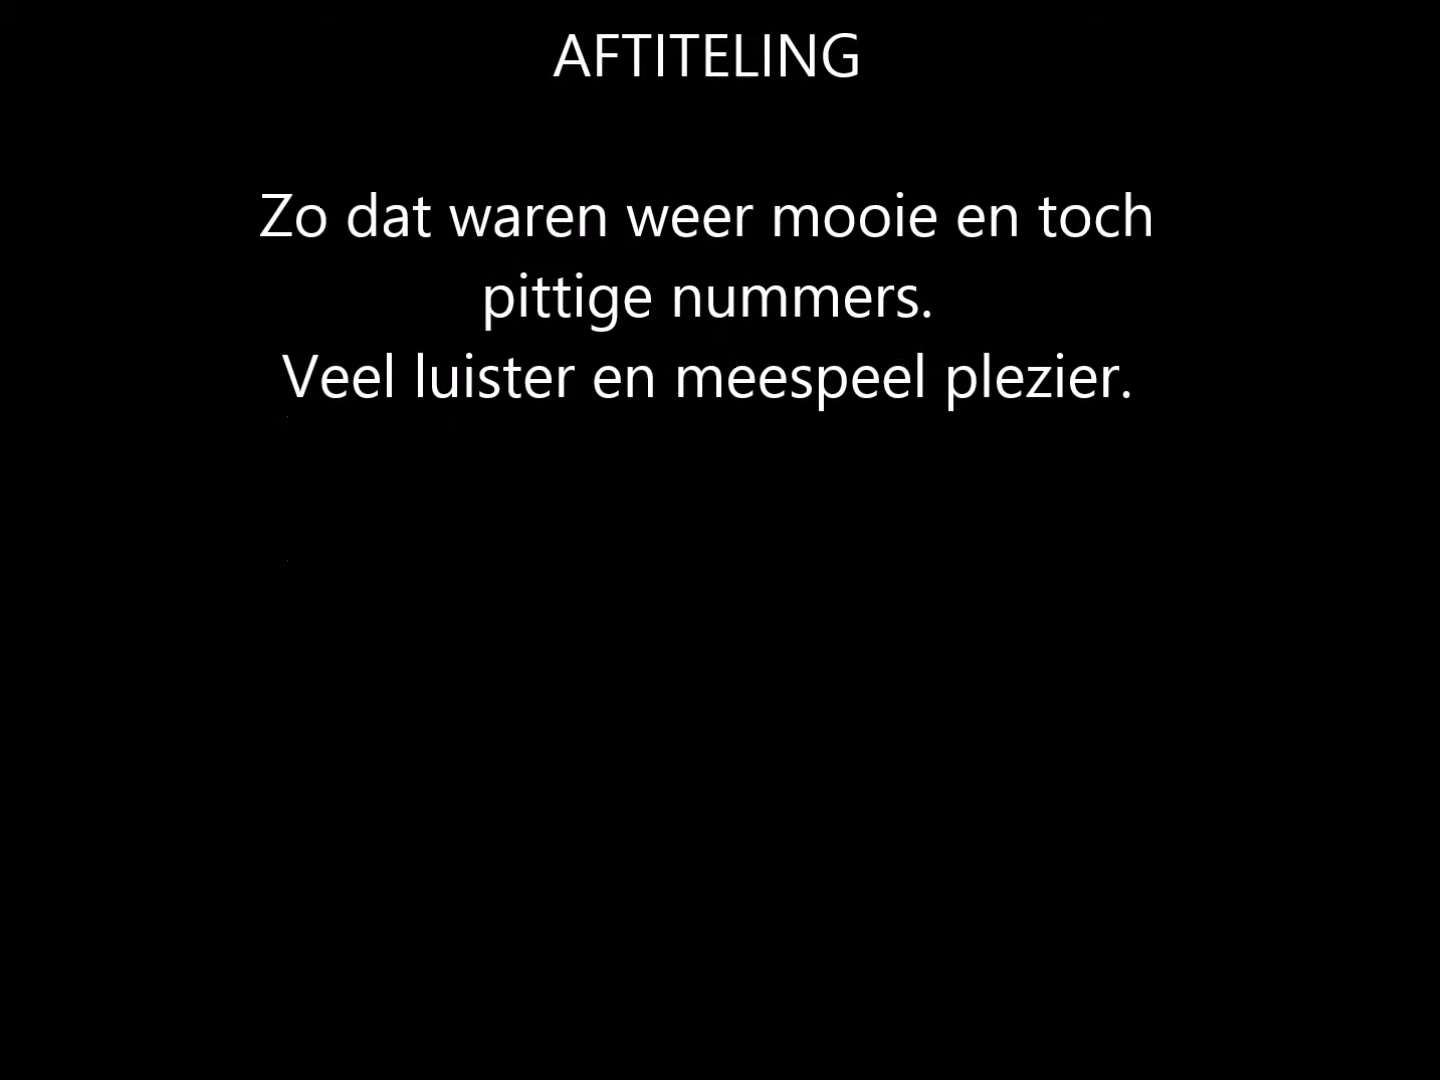 AFTITELING
Zo dat waren weer mooie en toch
pittige nummers.
Veel luister en meespeel plezier.